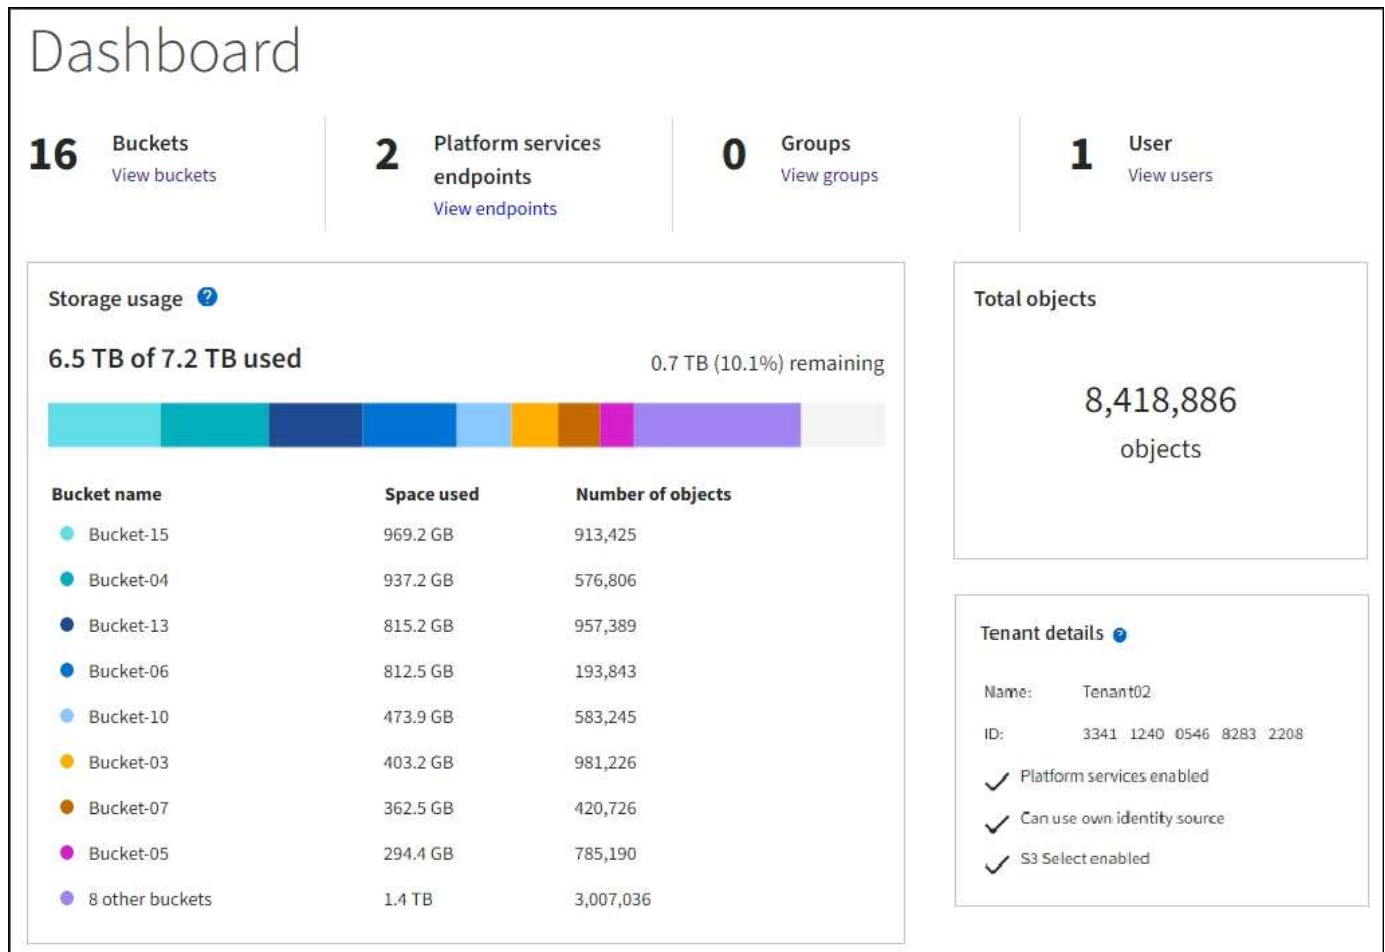 Dashboard
16 Buckets
View buckets
2 Platform services
endpoints
View endpoints
0 Groups
View groups
1 User
View users
Storage usage ?
6.5 TB of 7.2 TB used
0.7 TB (10.1%) remaining
Bucket name Space used Number of objects
Bucket-15 969.2 GB 913,425
Bucket-04 937.2 GB 576,806
Bucket-13 815.2 GB 957,389
Bucket-06 812.5 GB 193,843
Bucket-10 473.9 GB 583,245
Bucket-03 403.2 GB 981,226
Bucket-07 362.5 GB 420,726
Bucket-05 294.4 GB 785,190
8 other buckets 1.4 TB 3,007,036
Total objects
8,418,886
objects
Tenant details ?
Name: Tenant02
ID: 3341 1240 0546 8283 2208
Platform services enabled
Can use own identity source
S3 Select enabled